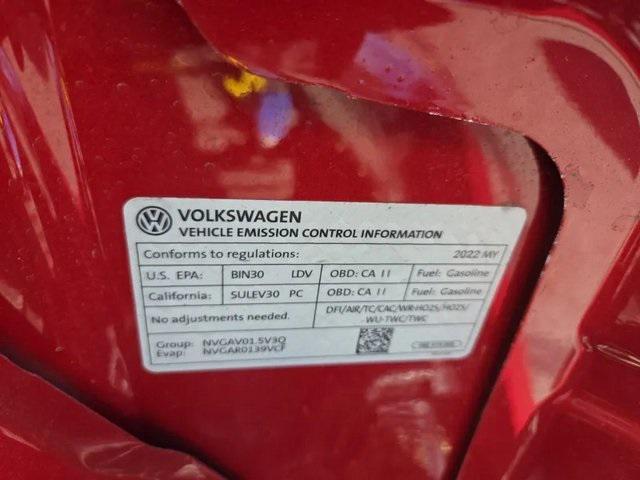 VOLKSWAGEN
VEHICLE EMISSION CONTROL INFORMATION
Conforms to regulations: 2022 MY
U.S. EPA: BIN30 LDV OBD: CA II Fuel: Gasoline
California: SULEV30 PC OBD: CA II Fuel: Gasoline
No adjustments needed. DFI/AIR/TC/CAC/WR-HO2S/HO2S/
WU-TWC/TWC
Group: NVGAV01.5V3Q
Evap: NVGAR0139VCF